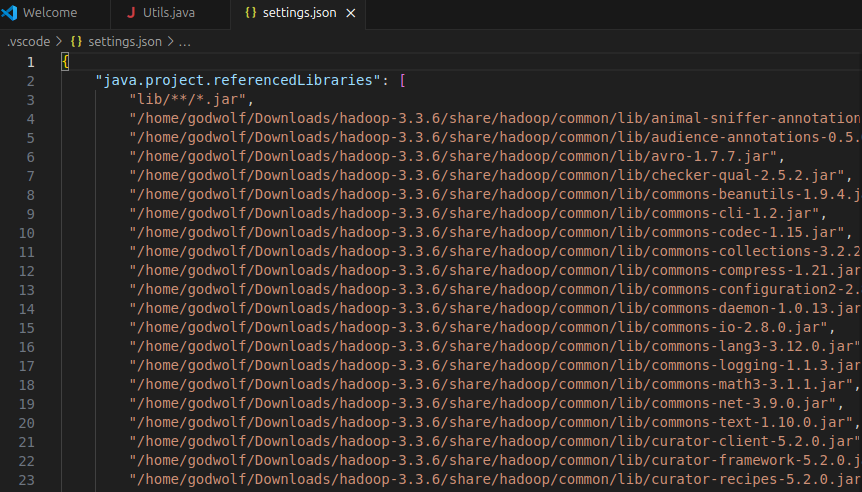 Welcome
J Utils.java
{} settings.json ×
.vscode > {} settings.json > ...
1 {
2 "java.project.referencedLibraries": [
3 "lib/**/*.jar",
4 "/home/godwolf/Downloads/hadoop-3.3.6/share/hadoop/common/lib/animal-sniffer-annotation
5 "/home/godwolf/Downloads/hadoop-3.3.6/share/hadoop/common/lib/audience-annotations-0.5.
6 "/home/godwolf/Downloads/hadoop-3.3.6/share/hadoop/common/lib/avro-1.7.7.jar",
7 "/home/godwolf/Downloads/hadoop-3.3.6/share/hadoop/common/lib/checker-qual-2.5.2.jar",
8 "/home/godwolf/Downloads/hadoop-3.3.6/share/hadoop/common/lib/commons-beanutils-1.9.4.j
9 "/home/godwolf/Downloads/hadoop-3.3.6/share/hadoop/common/lib/commons-cli-1.2.jar",
10 "/home/godwolf/Downloads/hadoop-3.3.6/share/hadoop/common/lib/commons-codec-1.15.jar",
11 "/home/godwolf/Downloads/hadoop-3.3.6/share/hadoop/common/lib/commons-collections-3.2.2
12 "/home/godwolf/Downloads/hadoop-3.3.6/share/hadoop/common/lib/commons-compress-1.21.jar
13 "/home/godwolf/Downloads/hadoop-3.3.6/share/hadoop/common/lib/commons-configuration2-2.
14 "/home/godwolf/Downloads/hadoop-3.3.6/share/hadoop/common/lib/commons-daemon-1.0.13.jar
15 "/home/godwolf/Downloads/hadoop-3.3.6/share/hadoop/common/lib/commons-io-2.8.0.jar",
16 "/home/godwolf/Downloads/hadoop-3.3.6/share/hadoop/common/lib/commons-lang3-3.12.0.jar"
17 "/home/godwolf/Downloads/hadoop-3.3.6/share/hadoop/common/lib/commons-logging-1.1.3.jar
18 "/home/godwolf/Downloads/hadoop-3.3.6/share/hadoop/common/lib/commons-math3-3.1.1.jar",
19 "/home/godwolf/Downloads/hadoop-3.3.6/share/hadoop/common/lib/commons-net-3.9.0.jar",
20 "/home/godwolf/Downloads/hadoop-3.3.6/share/hadoop/common/lib/commons-text-1.10.0.jar",
21 "/home/godwolf/Downloads/hadoop-3.3.6/share/hadoop/common/lib/curator-client-5.2.0.jar"
22 "/home/godwolf/Downloads/hadoop-3.3.6/share/hadoop/common/lib/curator-framework-5.2.0.j
23 "/home/godwolf/Downloads/hadoop-3.3.6/share/hadoop/common/lib/curator-recipes-5.2.0.jar